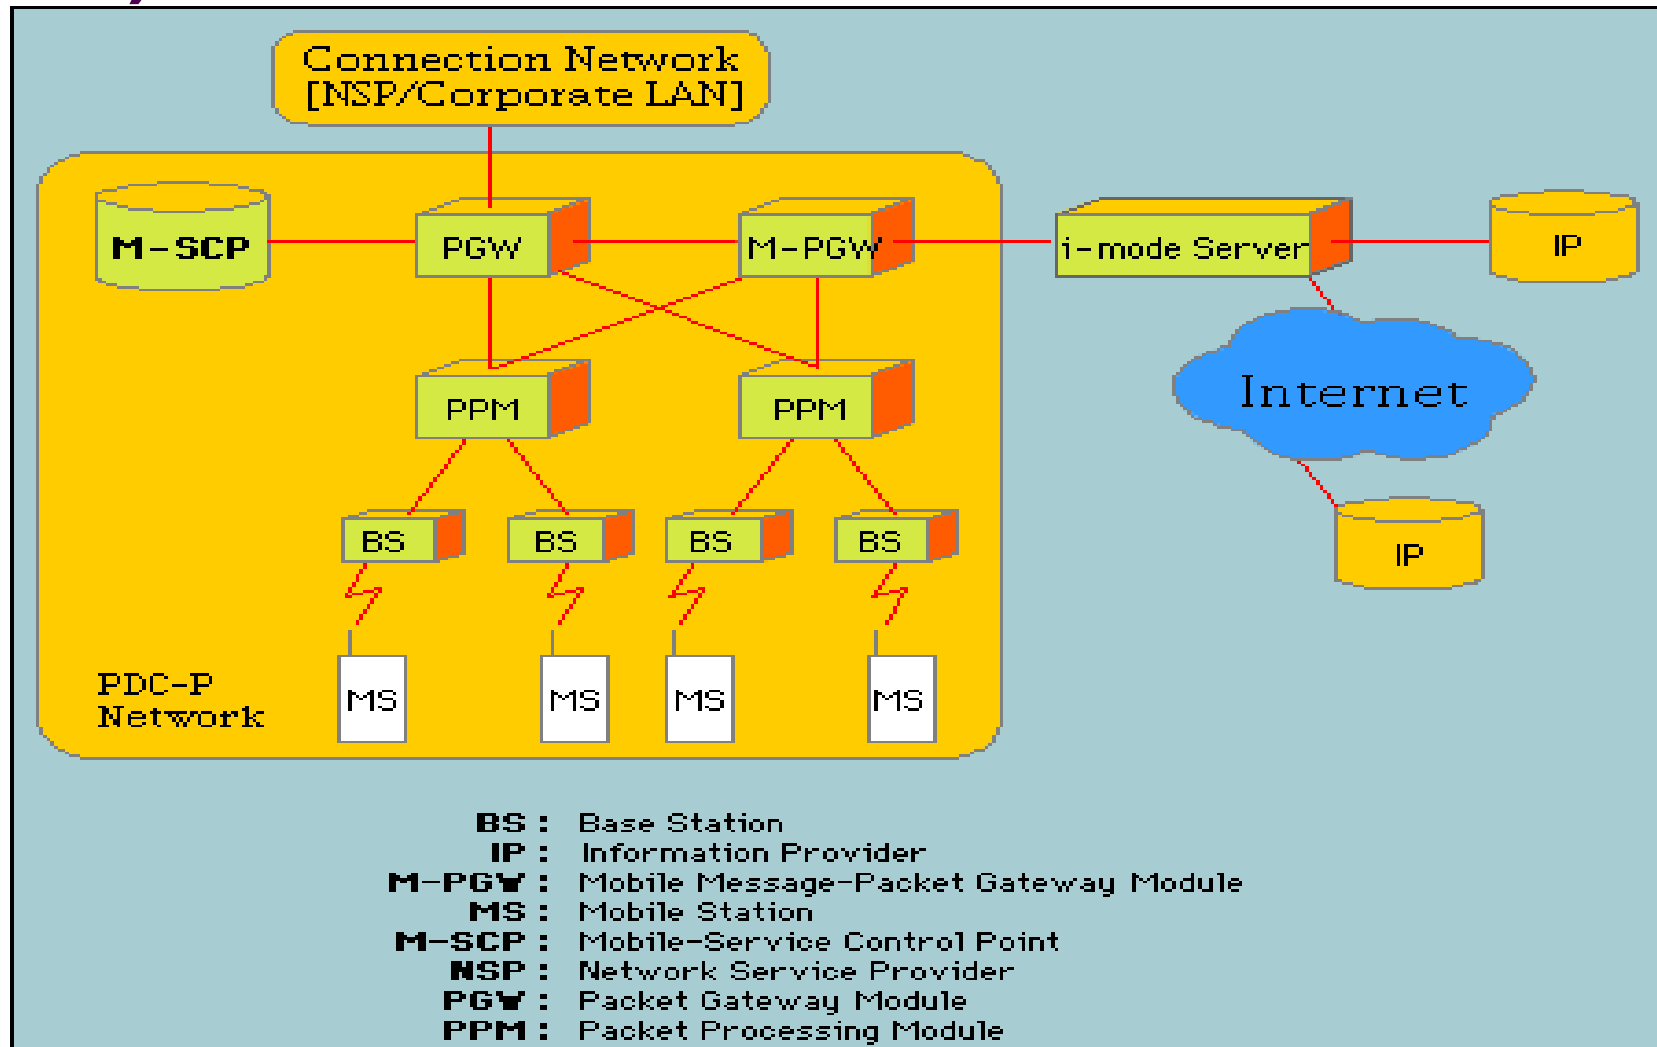 Connection Network
[NSP/Corporate LAN]
M-SCP
PGW
M-PGW
i-mode Server
IP
PPM
PPM
Internet
BS
BS
BS
BS
IP
MS
MS
MS
MS
PDC-P
Network
BS : Base Station
IP : Information Provider
M-PGW : Mobile Message-Packet Gateway Module
MS : Mobile Station
M-SCP : Mobile-Service Control Point
NSP : Network Service Provider
PGW : Packet Gateway Module
PPM : Packet Processing Module